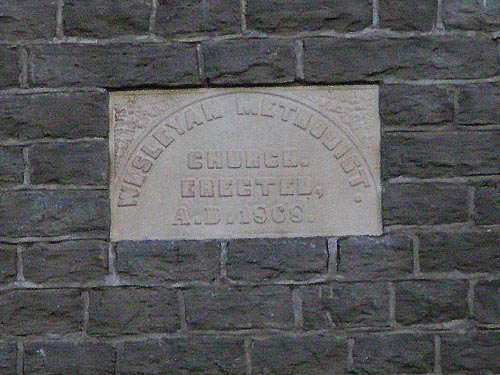 WESLEYAN METHODIST.
CHURCH.
ERECTED,
A.D. 1909.